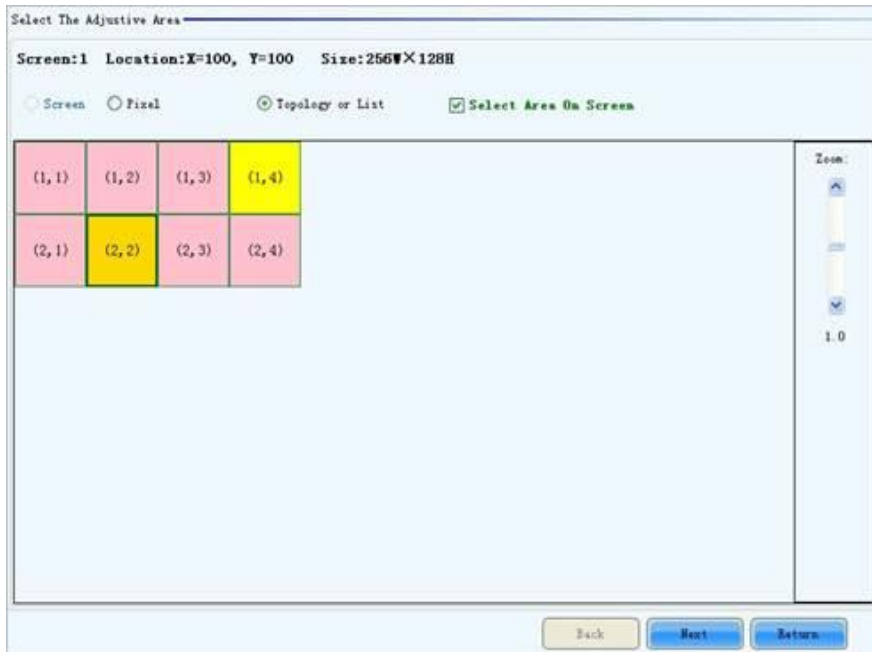 Select The Adjustive Area
Screen:1 Location:X=100, Y=100 Size:256W×128H
Screen Pixel Topology or List Select Area On Screen
Zoom:
(1, 1) (1, 2) (1, 3) (1, 4)
(2, 1) (2, 2) (2, 3) (2, 4)
1.0
Back Next Return